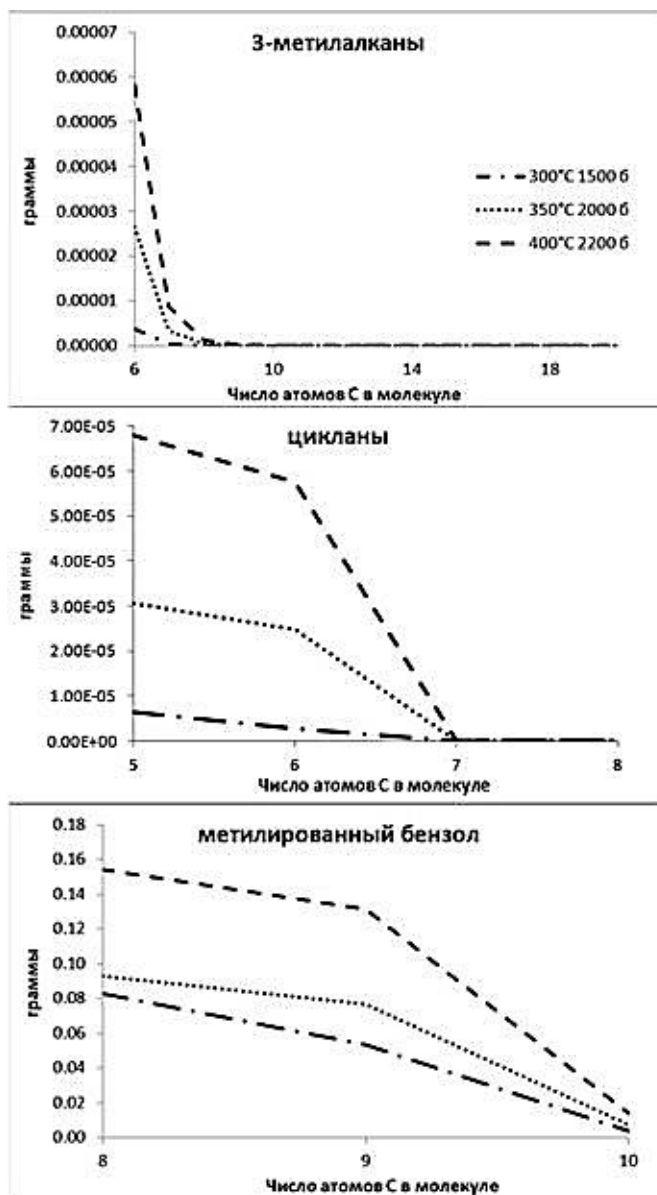 3-метилалканы
0.00007
0.00006
0.00005
0.00004
0.00003
0.00002
0.00001
0.00000
граммы
300°C 1500 б
350°C 2000 б
400°C 2200 б
6 10 14 18
Число атомов С в молекуле
цикланы
7.00E-05
6.00E-05
5.00E-05
4.00E-05
3.00E-05
2.00E-05
1.00E-05
0.00E+00
граммы
5 6 7 8
Число атомов С в молекуле
метилированный бензол
0.18
0.16
0.14
0.12
0.10
0.08
0.06
0.04
0.02
0.00
граммы
8 9 10
Число атомов С в молекуле